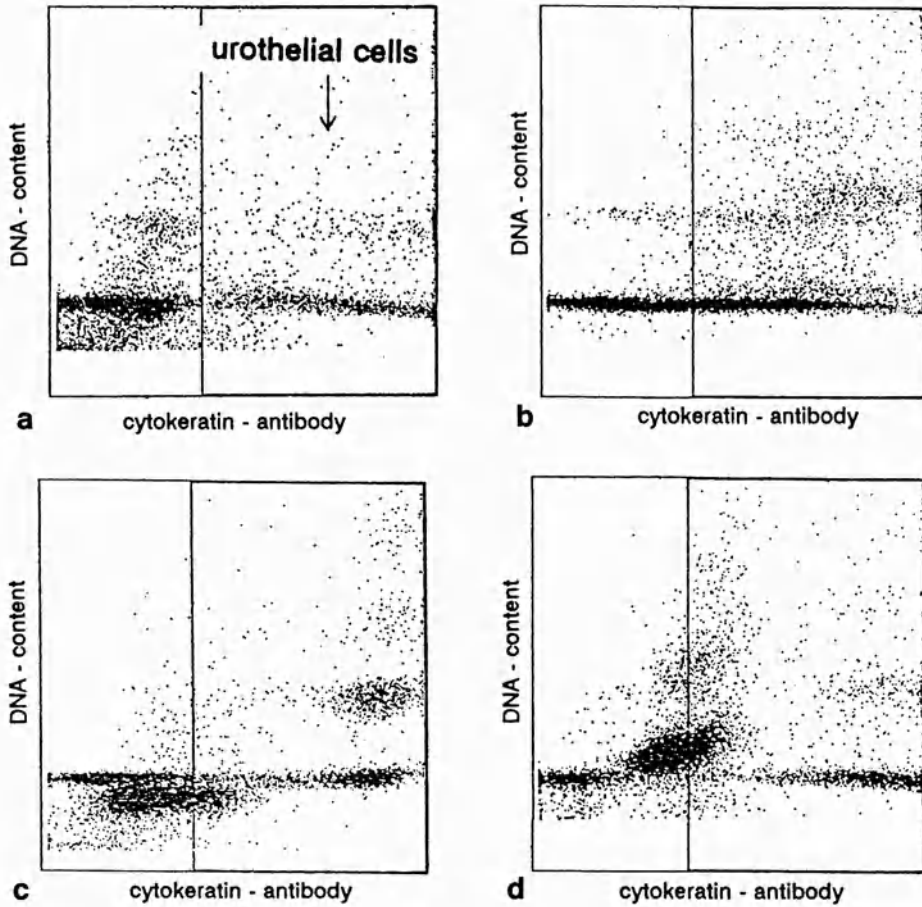 urothelial cells
DNA - content
DNA - content
a
cytokeratin - antibody
b
cytokeratin - antibody
DNA - content
DNA - content
c
cytokeratin - antibody
d
cytokeratin - antibody